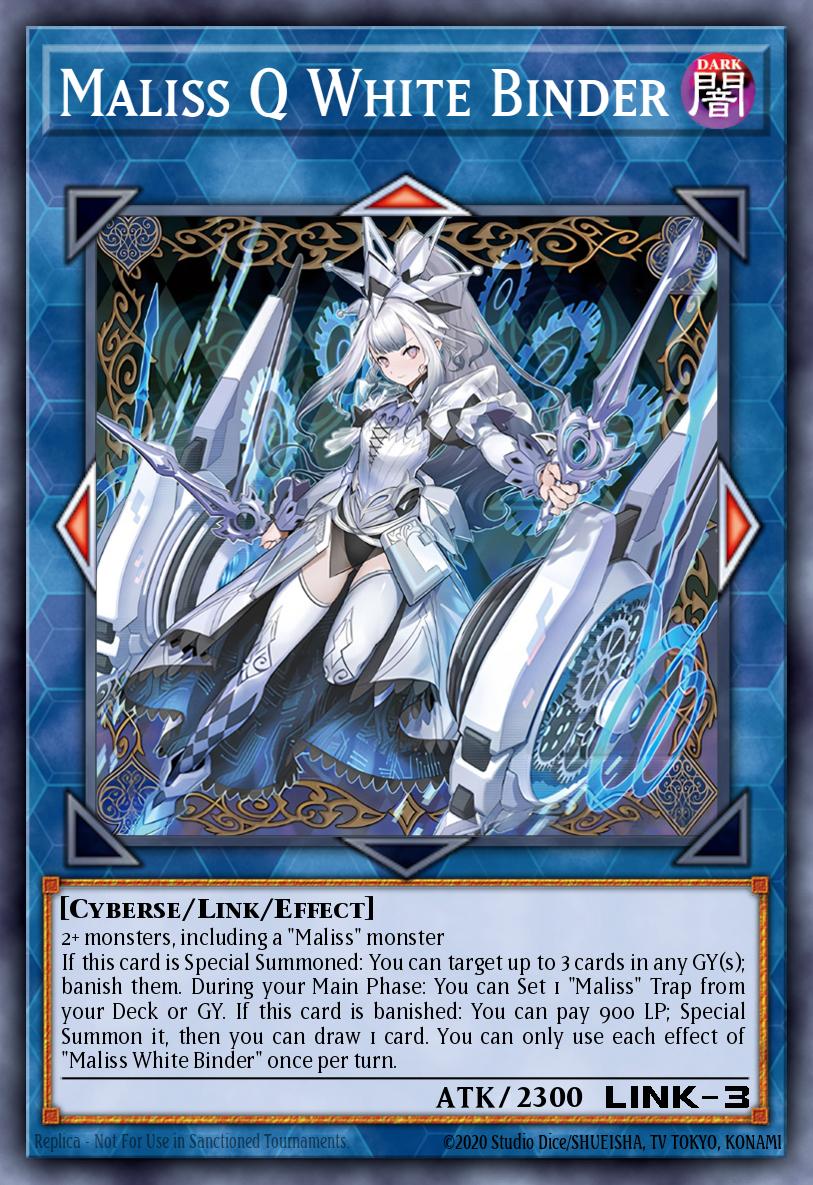 Maliss Q White Binder
DARK
闇
[Cyberse/Link/Effect]
2+ monsters, including a "Maliss" monster
If this card is Special Summoned: You can target up to 3 cards in any GY(s);
banish them. During your Main Phase: You can Set 1 "Maliss" Trap from
your Deck or GY. If this card is banished: You can pay 900 LP; Special
Summon it, then you can draw 1 card. You can only use each effect of
"Maliss White Binder" once per turn.
ATK/2300 LINK-3
Replica - Not For Use in Sanctioned Tournaments. ©2020 Studio Dice/SHUEISHA, TV TOKYO, KONAMI